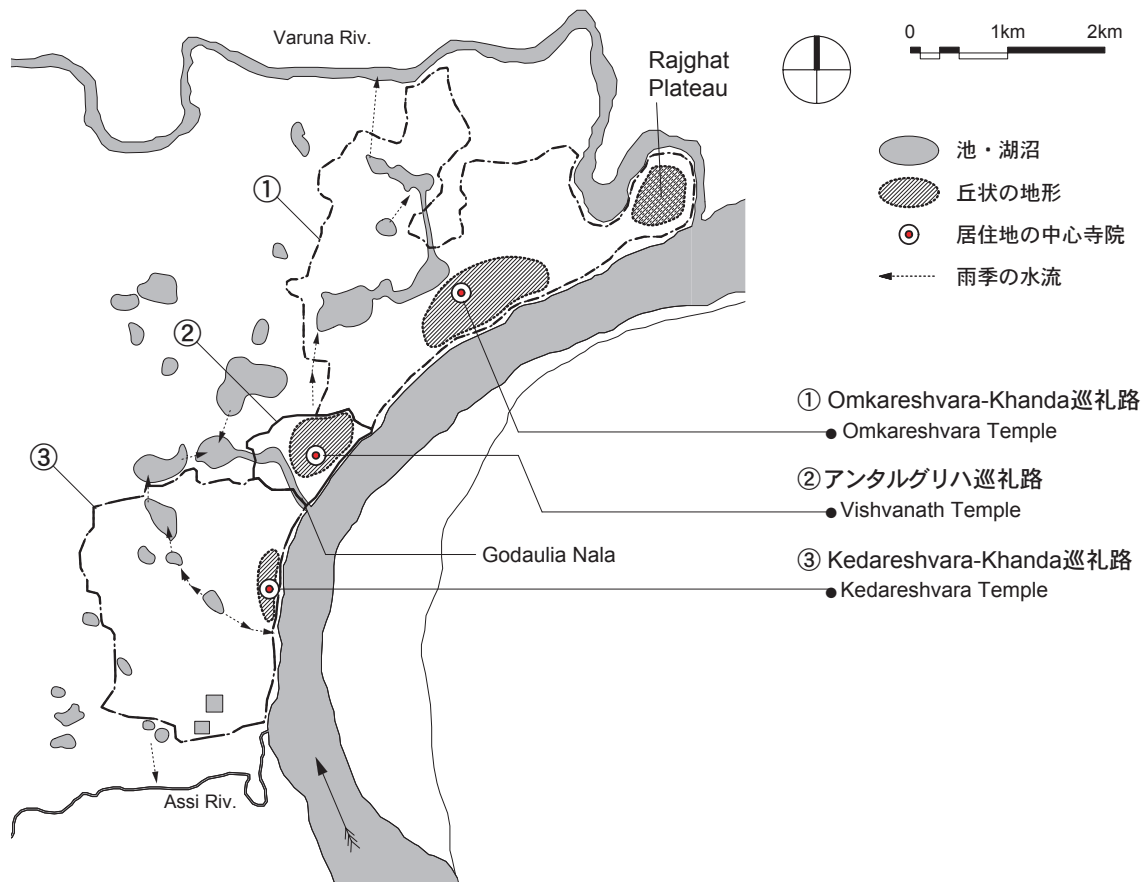 Varuna Riv.
Rajghat
Plateau
0 1km 2km
池・湖沼
丘状の地形
居住地の中心寺院
雨季の水流
①
②
③
① Omkareshvara-Khanda巡礼路
Omkareshvara Temple
②アンタルグリハ巡礼路
Vishvanath Temple
Godaulia Nala
③ Kedareshvara-Khanda巡礼路
Kedareshvara Temple
Assi Riv.